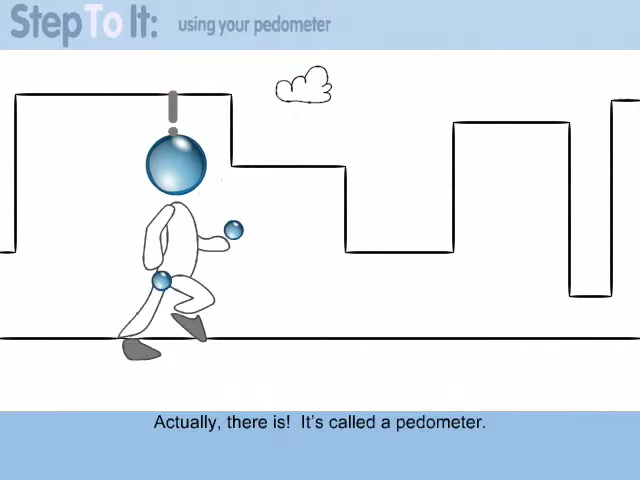 StepTo It: using your pedometer
Actually, there is!  It's called a pedometer.